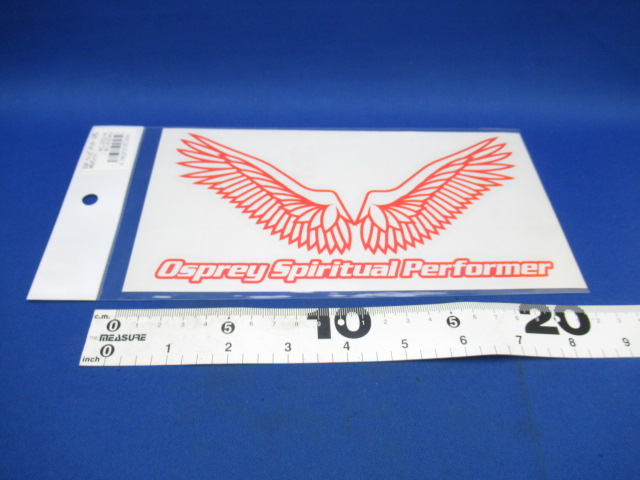 Osprey Spiritual Performer
c.m. 0 5 10 5 20
THE MEASURE
inch 0 1 2 3 4 5 6 7 8 9